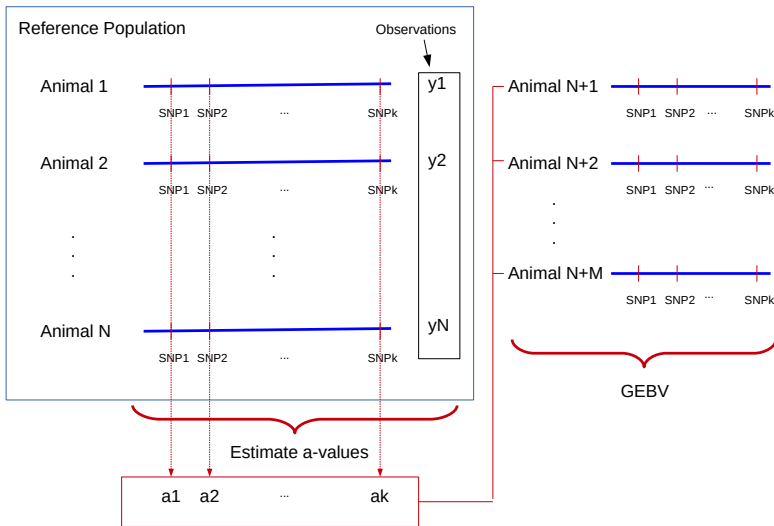 Reference Population
Observations
Animal 1
y1
SNP1 SNP2 ... SNPk
Animal 2
y2
SNP1 SNP2 ... SNPk
. .
. .
. .
Animal N
yN
SNP1 SNP2 ... SNPk
Estimate a-values
a1 a2 ... ak
Animal N+1
SNP1 SNP2 ... SNPk
Animal N+2
SNP1 SNP2 ... SNPk
.
.
.
Animal N+M
SNP1 SNP2 ... SNPk
GEBV